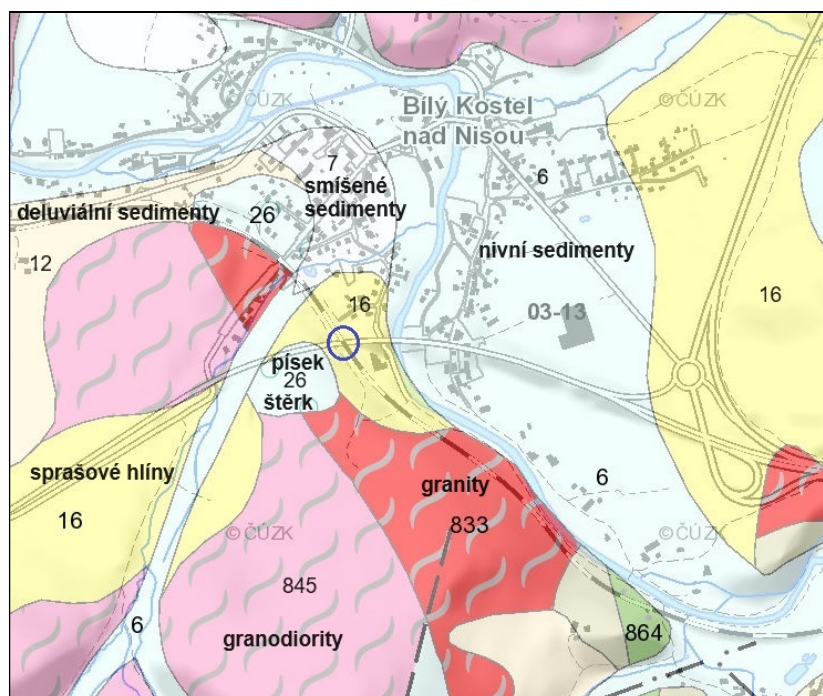 © ČÚZK
© ČÚZK
Bílý Kostel
nad Nisou
7
6
smíšené
sedimenty
deluviální sedimenty
26
nivní sedimenty
12
16
16
03-13
písek
26
štěrk
sprašové hlíny
granity
6
16
833
© ČÚZK
© ČÚZK
845
6
granodiority
864